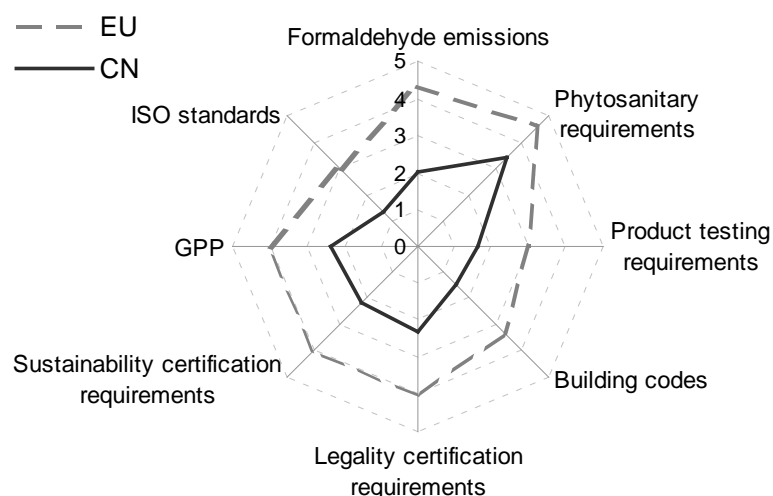 EU
CN
Formaldehyde emissions
5
4
3
2
1
0
Phytosanitary
requirements
ISO standards
GPP
Product testing
requirements
Sustainability certification
requirements
Building codes
Legality certification
requirements